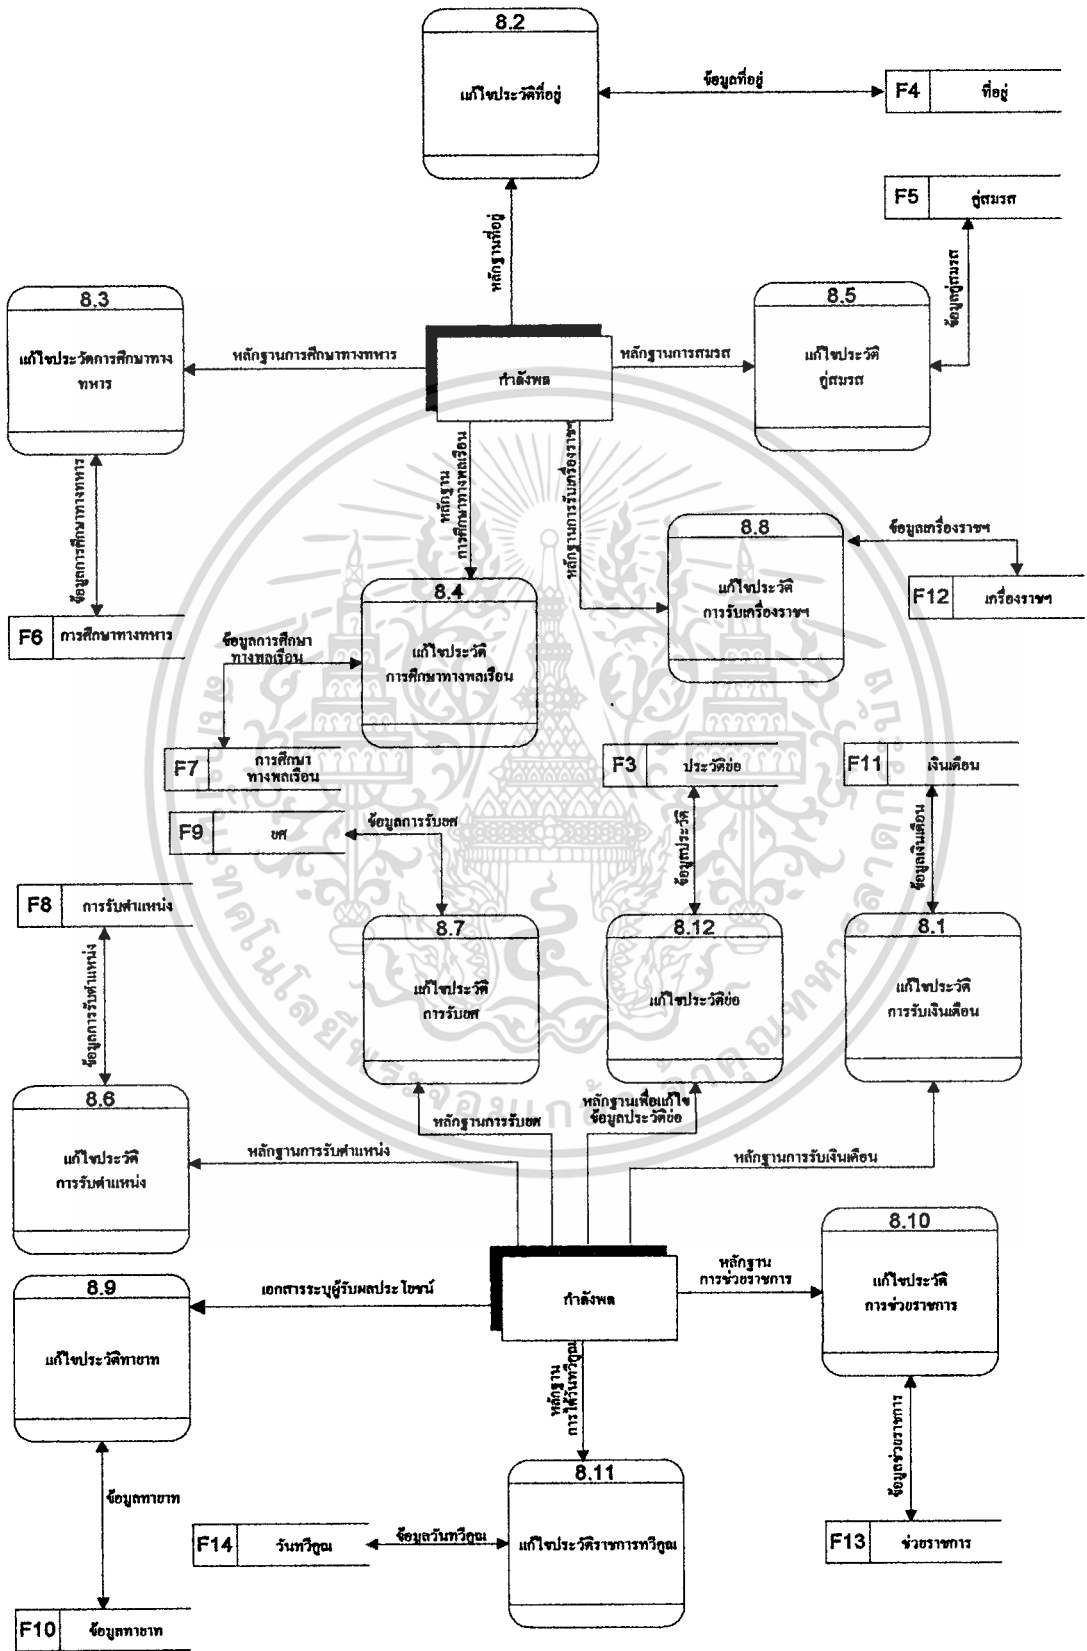 8.2
แก้ไขประวัติที่อยู่
ข้อมูลที่อยู่
F4 ที่อยู่
F5 คู่สมรส
หลักฐานที่อยู่
ข้อมูลคู่สมรส
8.3
แก้ไขประวัติการศึกษาทาง
ทหาร
หลักฐานการศึกษาทางทหาร
กำลังพล
หลักฐานการสมรส
8.5
แก้ไขประวัติ
คู่สมรส
ข้อมูลการศึกษาทางทหาร
หลักฐาน
การศึกษาทางพลเรือน
หลักฐานการรับเครื่องราชฯ
8.8
แก้ไขประวัติ
การรับเครื่องราชฯ
ข้อมูลเครื่องราชฯ
F12 เครื่องราชฯ
F6 การศึกษาทางทหาร
8.4
แก้ไขประวัติ
การศึกษาทางพลเรือน
ข้อมูลการศึกษา
ทางพลเรือน
F7 การศึกษา
ทางพลเรือน
F3 ประวัติย่อ
F11 เงินเดือน
F9 ยศ
ข้อมูลการรับยศ
ข้อมูลประวัติ
ข้อมูลเงินเดือน
F8 การรับตำแหน่ง
8.7
แก้ไขประวัติ
การรับยศ
8.12
แก้ไขประวัติย่อ
8.1
แก้ไขประวัติ
การรับเงินเดือน
ข้อมูลการรับตำแหน่ง
8.6
แก้ไขประวัติ
การรับตำแหน่ง
หลักฐานการรับยศ
หลักฐานเพื่อแก้ไข
ข้อมูลประวัติย่อ
หลักฐานการรับตำแหน่ง
หลักฐานการรับเงินเดือน
8.9
แก้ไขประวัติทายาท
เอกสารระบุผู้รับผลประโยชน์
กำลังพล
หลักฐาน
การช่วยราชการ
8.10
แก้ไขประวัติ
การช่วยราชการ
หลักฐาน
การได้วันทวีคูณ
ข้อมูลช่วยราชการ
ข้อมูลทายาท
8.11
แก้ไขประวัติราชการทวีคูณ
F14 วันทวีคูณ
ข้อมูลวันทวีคูณ
F13 ช่วยราชการ
F10 ข้อมูลทายาท